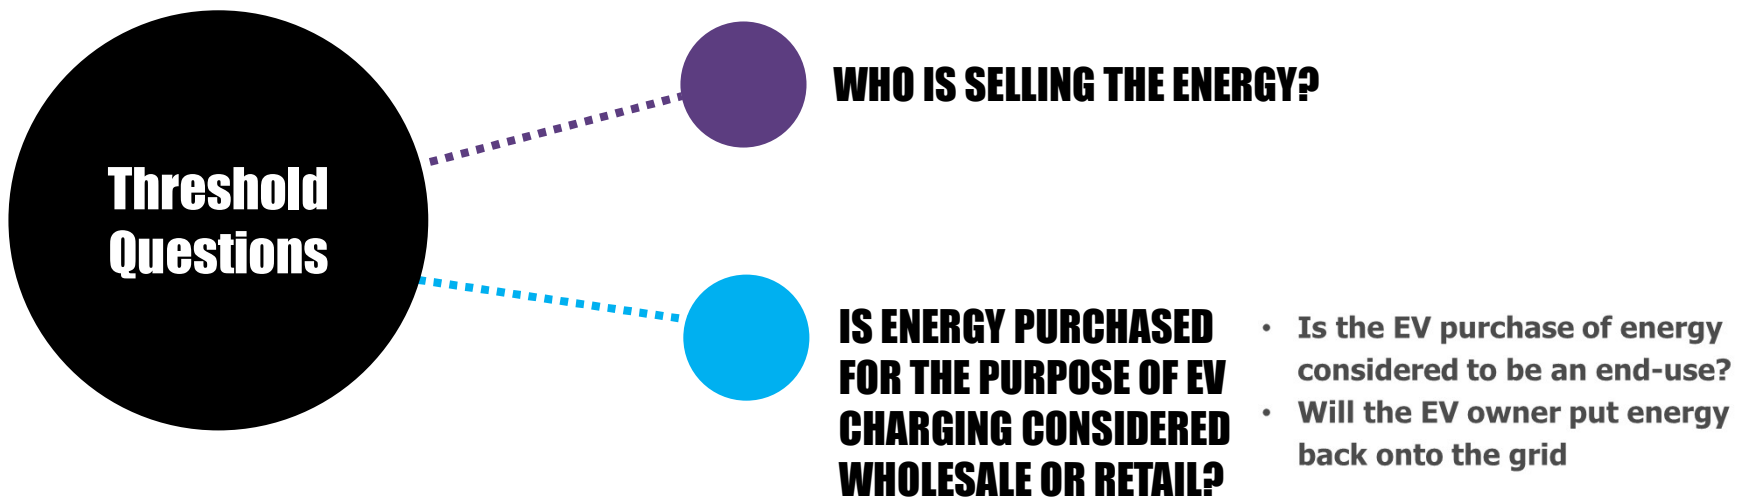 Threshold
Questions
WHO IS SELLING THE ENERGY?
IS ENERGY PURCHASED
FOR THE PURPOSE OF EV
CHARGING CONSIDERED
WHOLESALE OR RETAIL?
• Is the EV purchase of energy
considered to be an end-use?
• Will the EV owner put energy
back onto the grid